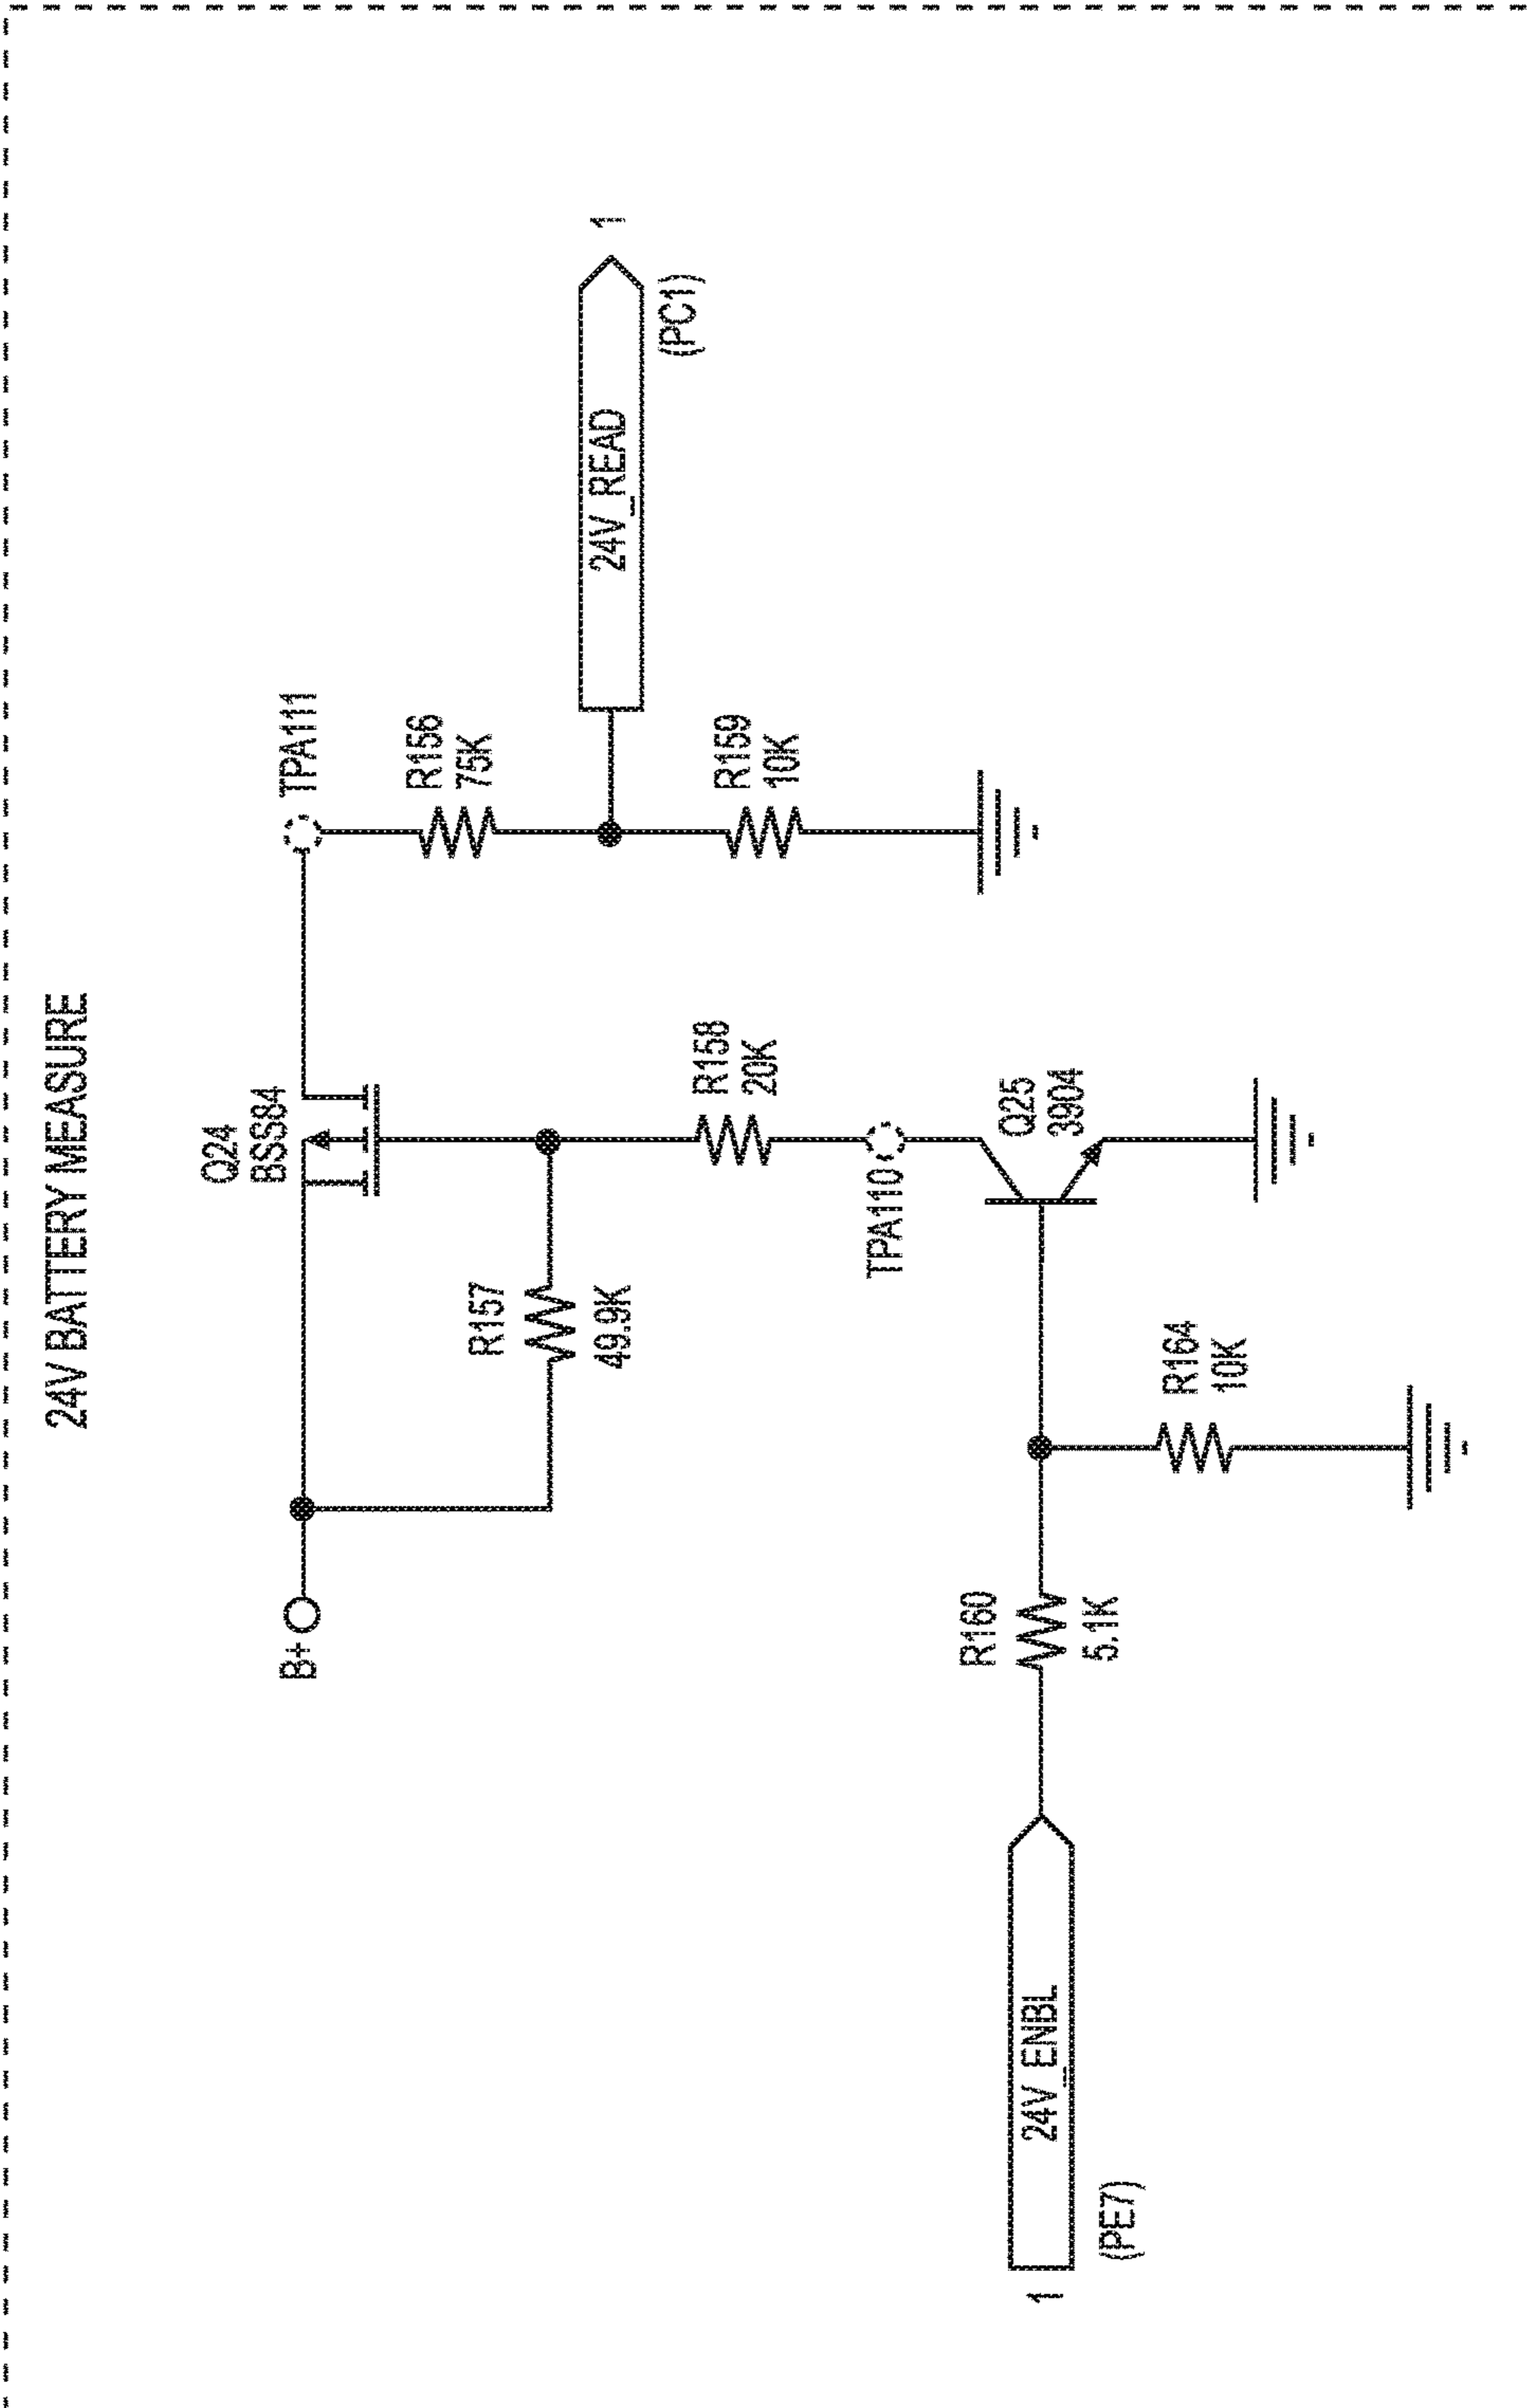 24V BATTERY MEASURE
Q24
BSS84
TPA111
B+
R156
75K
R157
49.9K
24V_READ
1
(PC1)
R158
20K
R159
10K
TPA110
Q25
3904
R160
5.1K
R164
10K
1
24V_ENBL
(PE7)